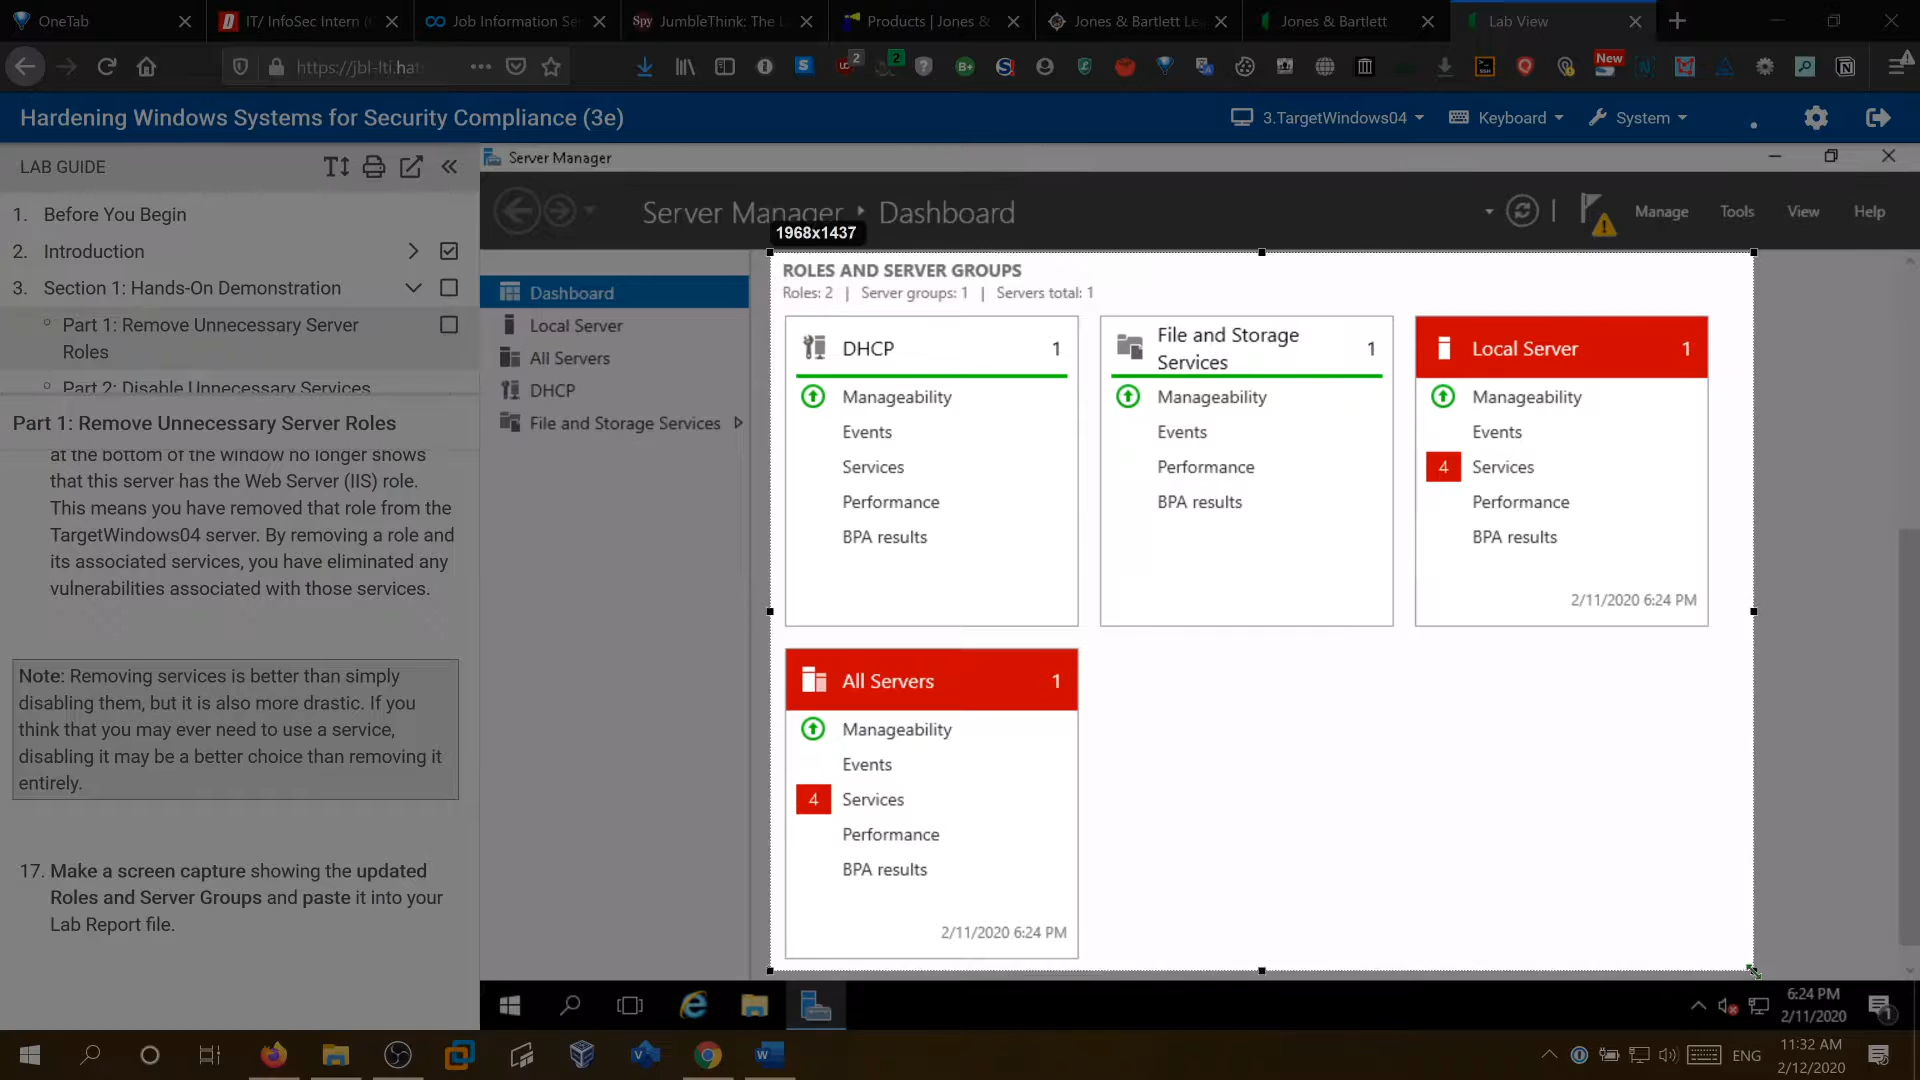 OneTab
IT/ InfoSec Intern (
Job Information Se
JumbleThink: The L
Products | Jones &
Jones & Bartlett Le
Jones & Bartlett
Lab View
https://jbl-lti.hat
2
2
New
Hardening Windows Systems for Security Compliance (3e)
3.TargetWindows04
Keyboard
System
LAB GUIDE
1. Before You Begin
2. Introduction
3. Section 1: Hands-On Demonstration
Part 1: Remove Unnecessary Server
Roles
Part 2: Disable Unnecessary Services
Part 1: Remove Unnecessary Server Roles
at the bottom of the window no longer shows
that this server has the Web Server (IIS) role.
This means you have removed that role from the
TargetWindows04 server. By removing a role and
its associated services, you have eliminated any
vulnerabilities associated with those services.
Note: Removing services is better than simply
disabling them, but it is also more drastic. If you
think that you may ever need to use a service,
disabling it may be a better choice than removing it
entirely.
17. Make a screen capture showing the updated
Roles and Server Groups and paste it into your
Lab Report file.
Server Manager
Server Manager
Dashboard
Manage
Tools
View
Help
1968x1437
Dashboard
Local Server
All Servers
DHCP
File and Storage Services
ROLES AND SERVER GROUPS
Roles: 2 | Server groups: 1 | Servers total: 1
DHCP 1
Manageability
Events
Services
Performance
BPA results
File and Storage
Services
1
Manageability
Events
Performance
BPA results
Local Server 1
Manageability
Events
4 Services
Performance
BPA results
2/11/2020 6:24 PM
All Servers 1
Manageability
Events
4 Services
Performance
BPA results
2/11/2020 6:24 PM
6:24 PM
2/11/2020
1
ENG
11:32 AM
2/12/2020